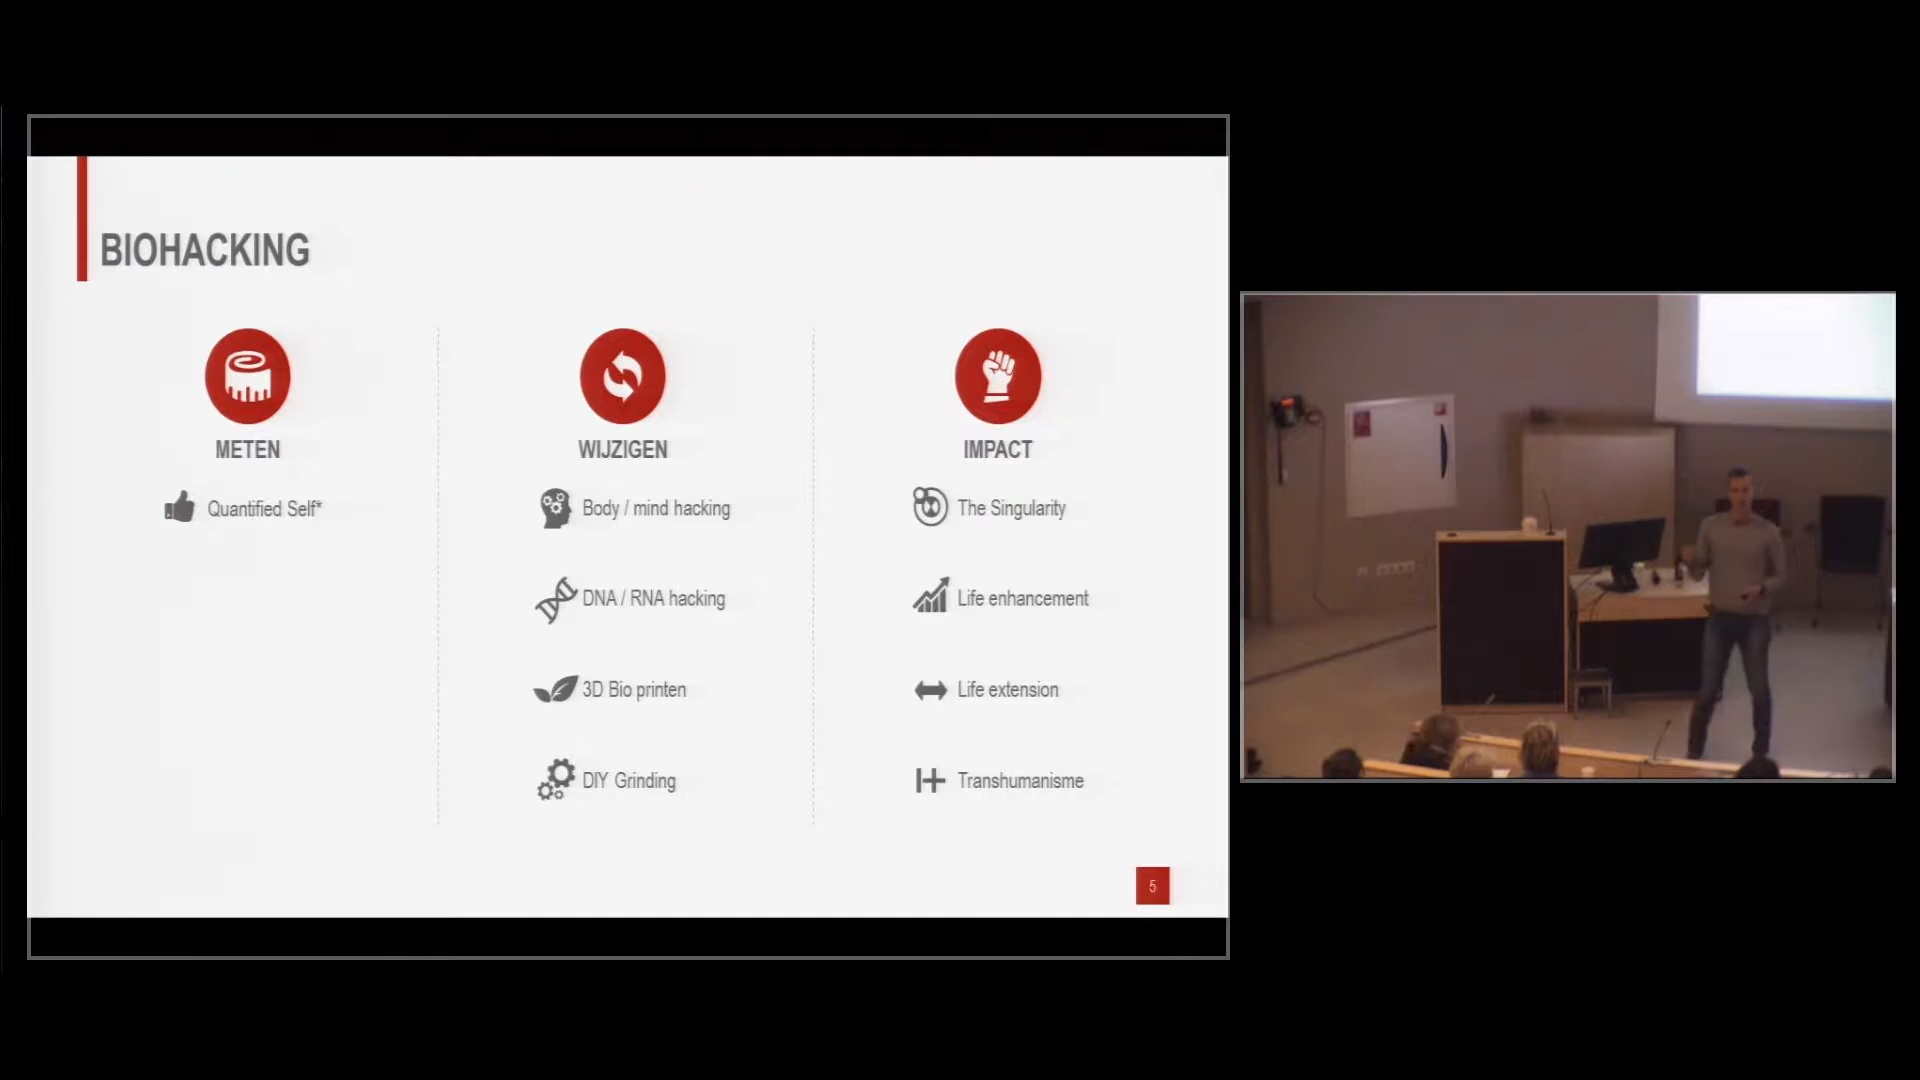 BIOHACKING
METEN
Quantified Self*
WIJZIGEN
Body / mind hacking
DNA / RNA hacking
3D Bio printen
DIY Grinding
IMPACT
The Singularity
Life enhancement
Life extension
Transhumanisme
5